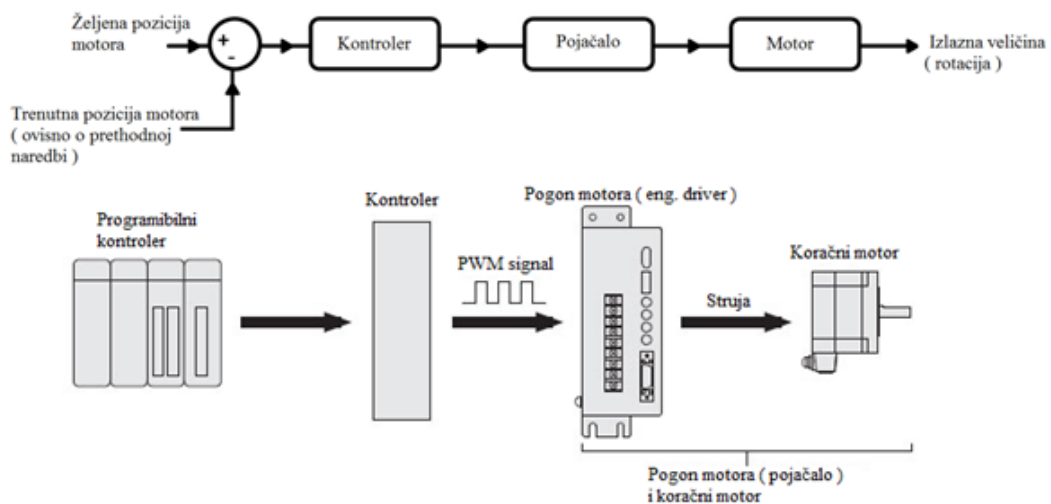 Željena pozicija
motora
+
-
Kontroler
Pojačalo
Motor
Izlazna veličina
( rotacija )
Trenutna pozicija motora
( ovisno o prethodnoj
naredbi )
Programibilni
kontroler
Kontroler
PWM signal
Pogon motora ( eng. driver )
Struja
Koračni motor
Pogon motora ( pojačalo )
i koračni motor